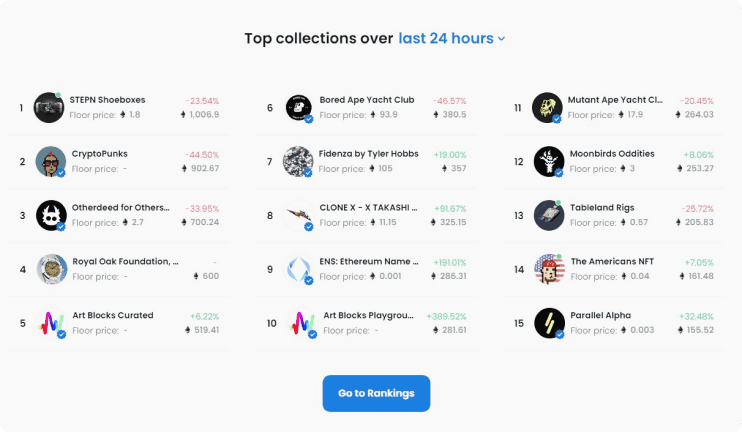 Top collections over last 24 hours
1 STEPN Shoeboxes -23.54%
Floor price: 1.8 1,006.9
2 CryptoPunks -44.50%
Floor price: - 902.67
3 Otherdeed for Others... -33.95%
Floor price: 2.7 700.24
4 Royal Oak Foundation, ... -
Floor price: - 600
5 Art Blocks Curated +6.22%
Floor price: - 519.41
6 Bored Ape Yacht Club -46.57%
Floor price: 93.9 380.5
7 Fidenza by Tyler Hobbs +19.00%
Floor price: 105 357
8 CLONE X - X TAKASHI ... +91.67%
Floor price: 11.15 325.15
9 ENS: Ethereum Name ... +191.01%
Floor price: 0.001 286.31
10 Art Blocks Playgrou... +389.52%
Floor price: - 281.61
11 Mutant Ape Yacht Cl... -20.45%
Floor price: 17.9 264.03
12 Moonbirds Oddities +8.06%
Floor price: 3 253.27
13 Tableland Rigs -25.72%
Floor price: 0.57 205.83
14 The Americans NFT +7.05%
Floor price: 0.04 161.48
15 Parallel Alpha +32.48%
Floor price: 0.003 155.52
Go to Rankings